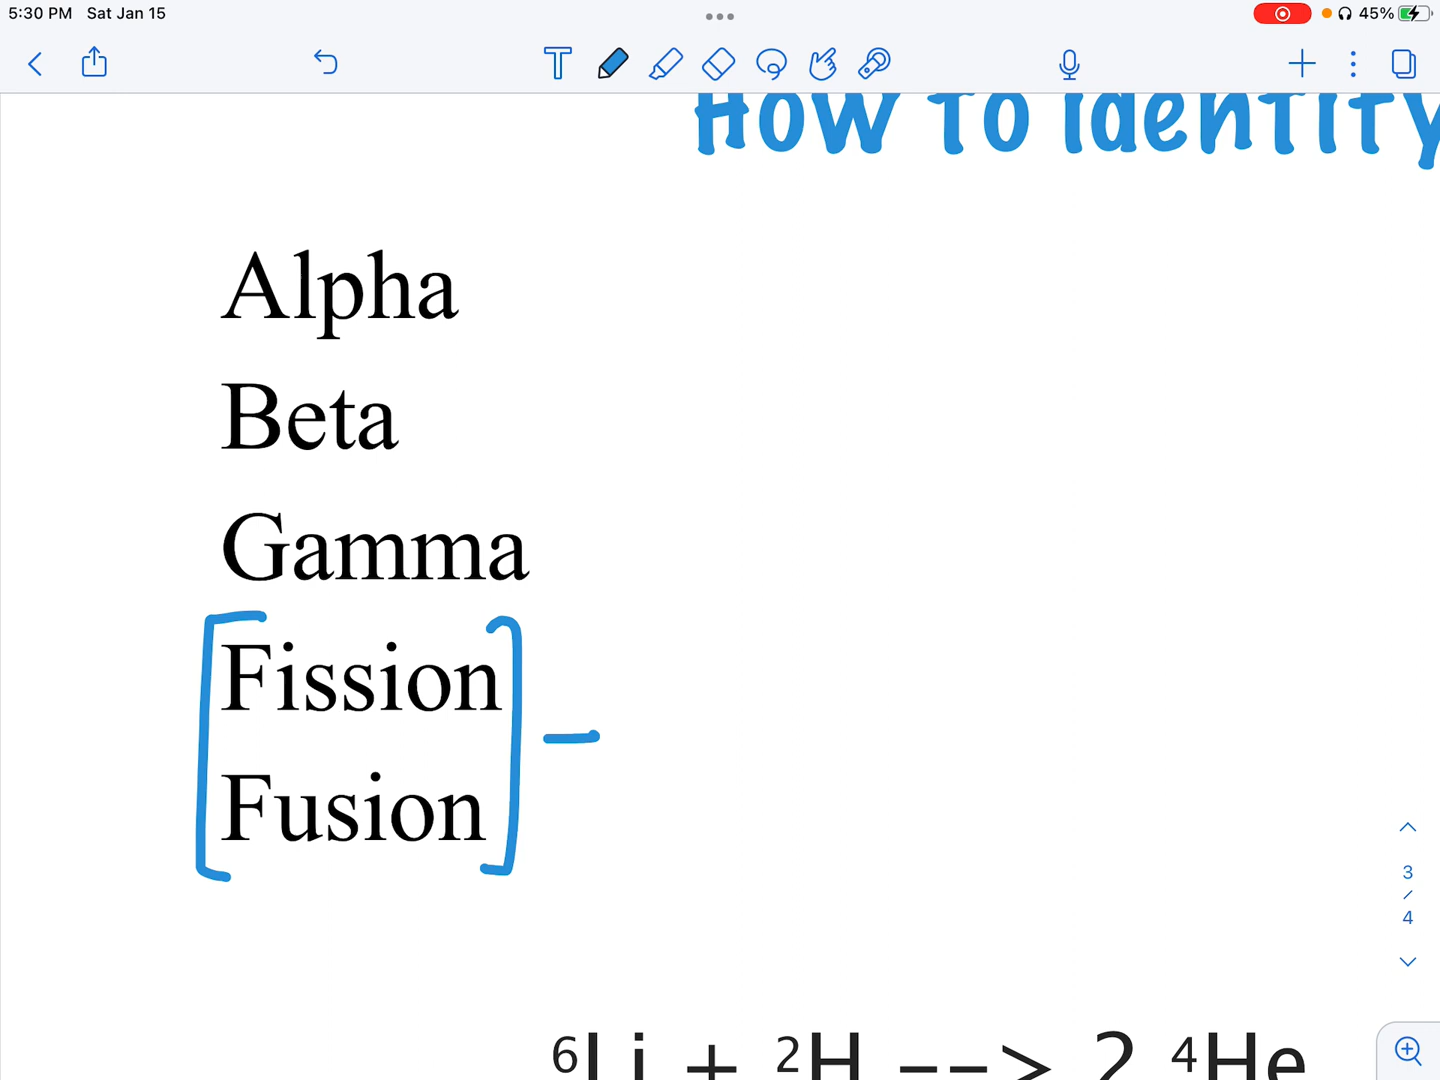 5:30 PM Sat Jan 15
45%
How to identify
Alpha
Beta
Gamma
Fission
Fusion
3
/
4
⁶Li + ²H --> 2 ⁴He